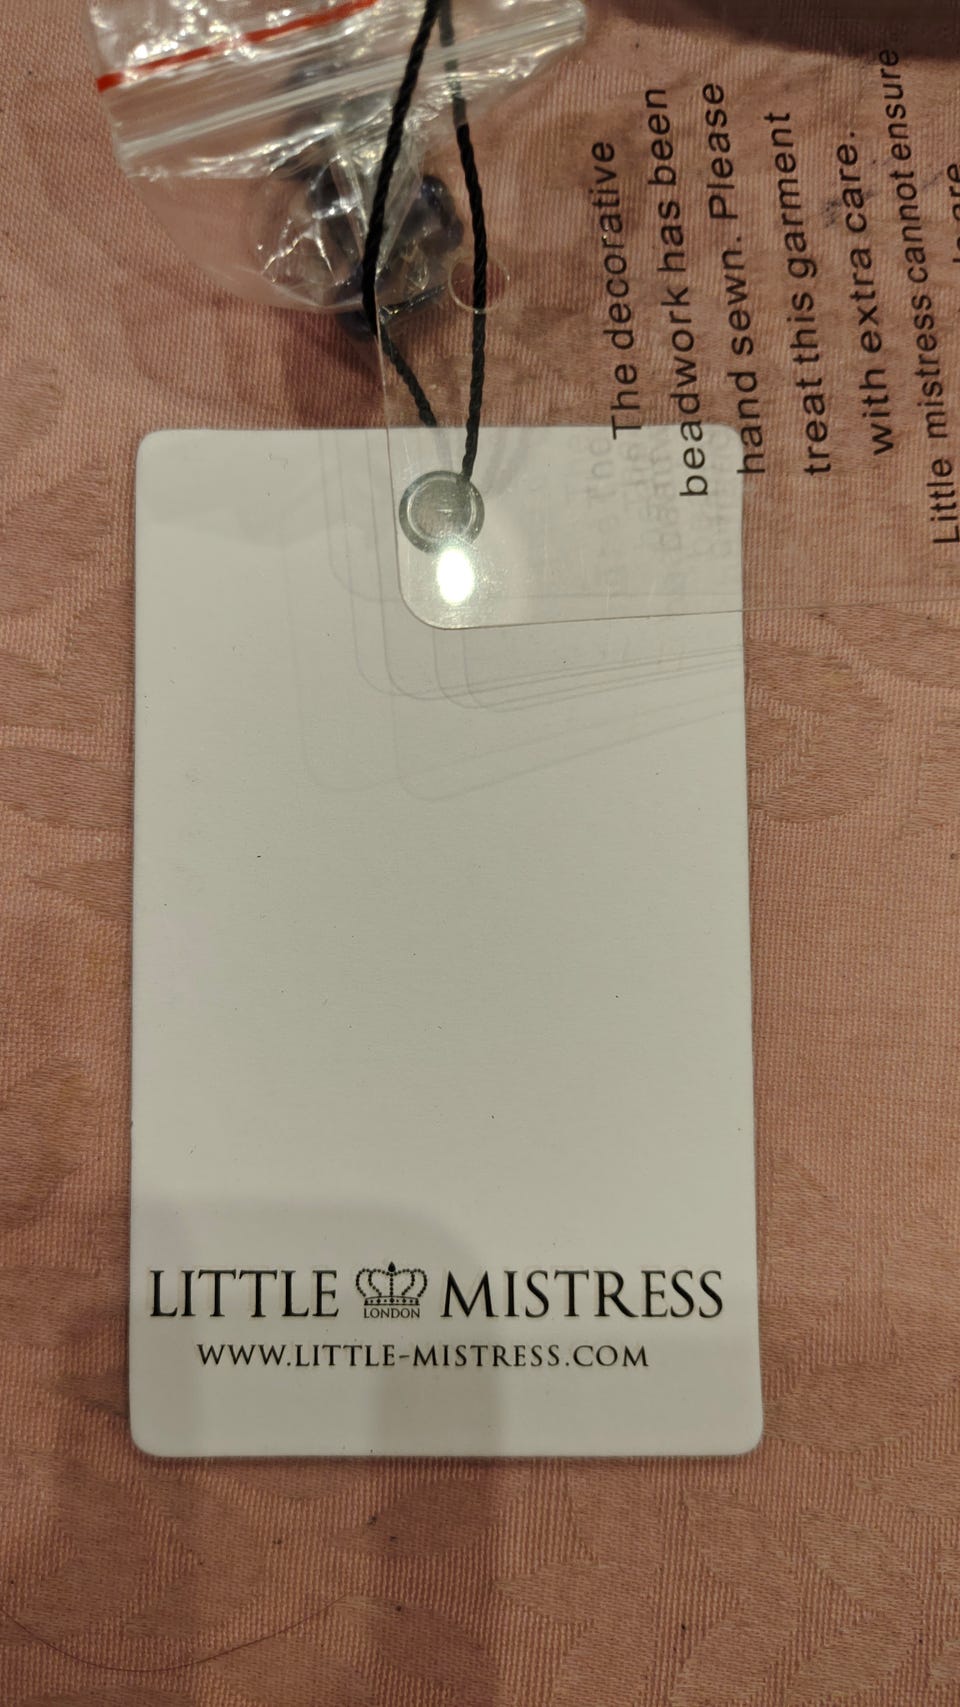 The decorative
beadwork has been
hand sewn. Please
treat this garment
with extra care.
Little mistress cannot ensure
LITTLE MISTRESS
LONDON
WWW.LITTLE-MISTRESS.COM